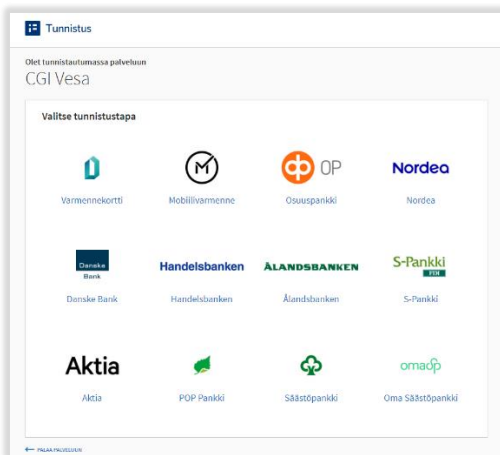 Tunnistus
Olet tunnistautumassa palveluun
CGI Vesa
Valitse tunnistustapa
OP Nordea
Varmennekortti Mobiilivarmenne Osuuspankki Nordea
Danske Bank Handelsbanken ÅLANDSBANKEN S-Pankki
Danske Bank Handelsbanken Ålandsbanken S-Pankki
Aktia omasp
Aktia POP Pankki Säästöpankki Oma Säästöpankki
PALAA PALVELUUN